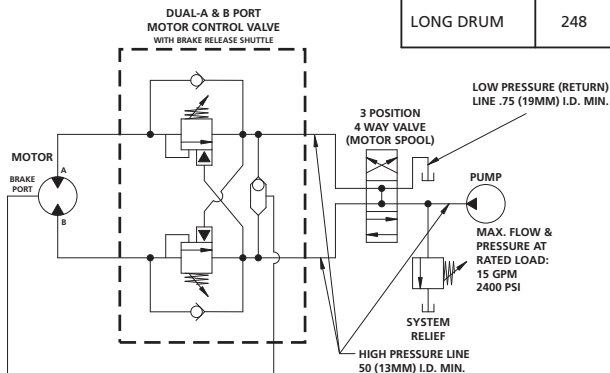 DUAL-A & B PORT
MOTOR CONTROL VALVE
WITH BRAKE RELEASE SHUTTLE
LONG DRUM 248
LOW PRESSURE (RETURN)
LINE .75 (19MM) I.D. MIN.
3 POSITION
4 WAY VALVE
(MOTOR SPOOL)
MOTOR
A
BRAKE
PORT
B
PUMP
MAX. FLOW &
PRESSURE AT
RATED LOAD:
15 GPM
2400 PSI
SYSTEM
RELIEF
HIGH PRESSURE LINE
50 (13MM) I.D. MIN.